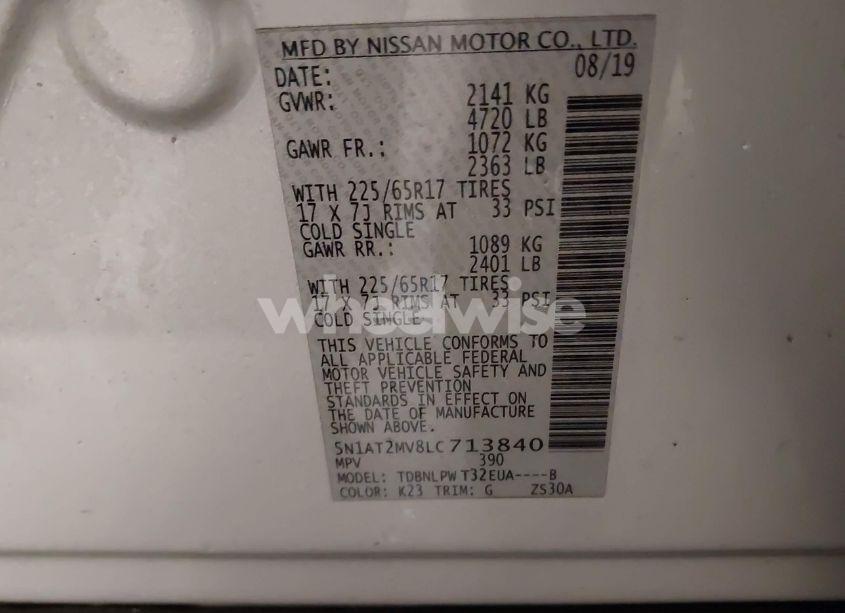 MFD BY NISSAN MOTOR CO., LTD.
DATE: 08/19
GVWR: 2141 KG
4720 LB
GAWR FR.: 1072 KG
2363 LB
WITH 225/65R17 TIRES
17 X 7J RIMS AT 33 PSI
COLD SINGLE
GAWR RR.: 1089 KG
2401 LB
WITH 225/65R17 TIRES
17 X 7J RIMS AT 33 PSI
COLD SINGLE
wheelwise
THIS VEHICLE CONFORMS TO
ALL APPLICABLE FEDERAL
MOTOR VEHICLE SAFETY AND
THEFT PREVENTION
STANDARDS IN EFFECT ON
THE DATE OF MANUFACTURE
SHOWN ABOVE.
5N1AT2MV8LC713840
MPV 390
MODEL: TDBNLPW T32EUA----B
COLOR: K23 TRIM: G ZS30A